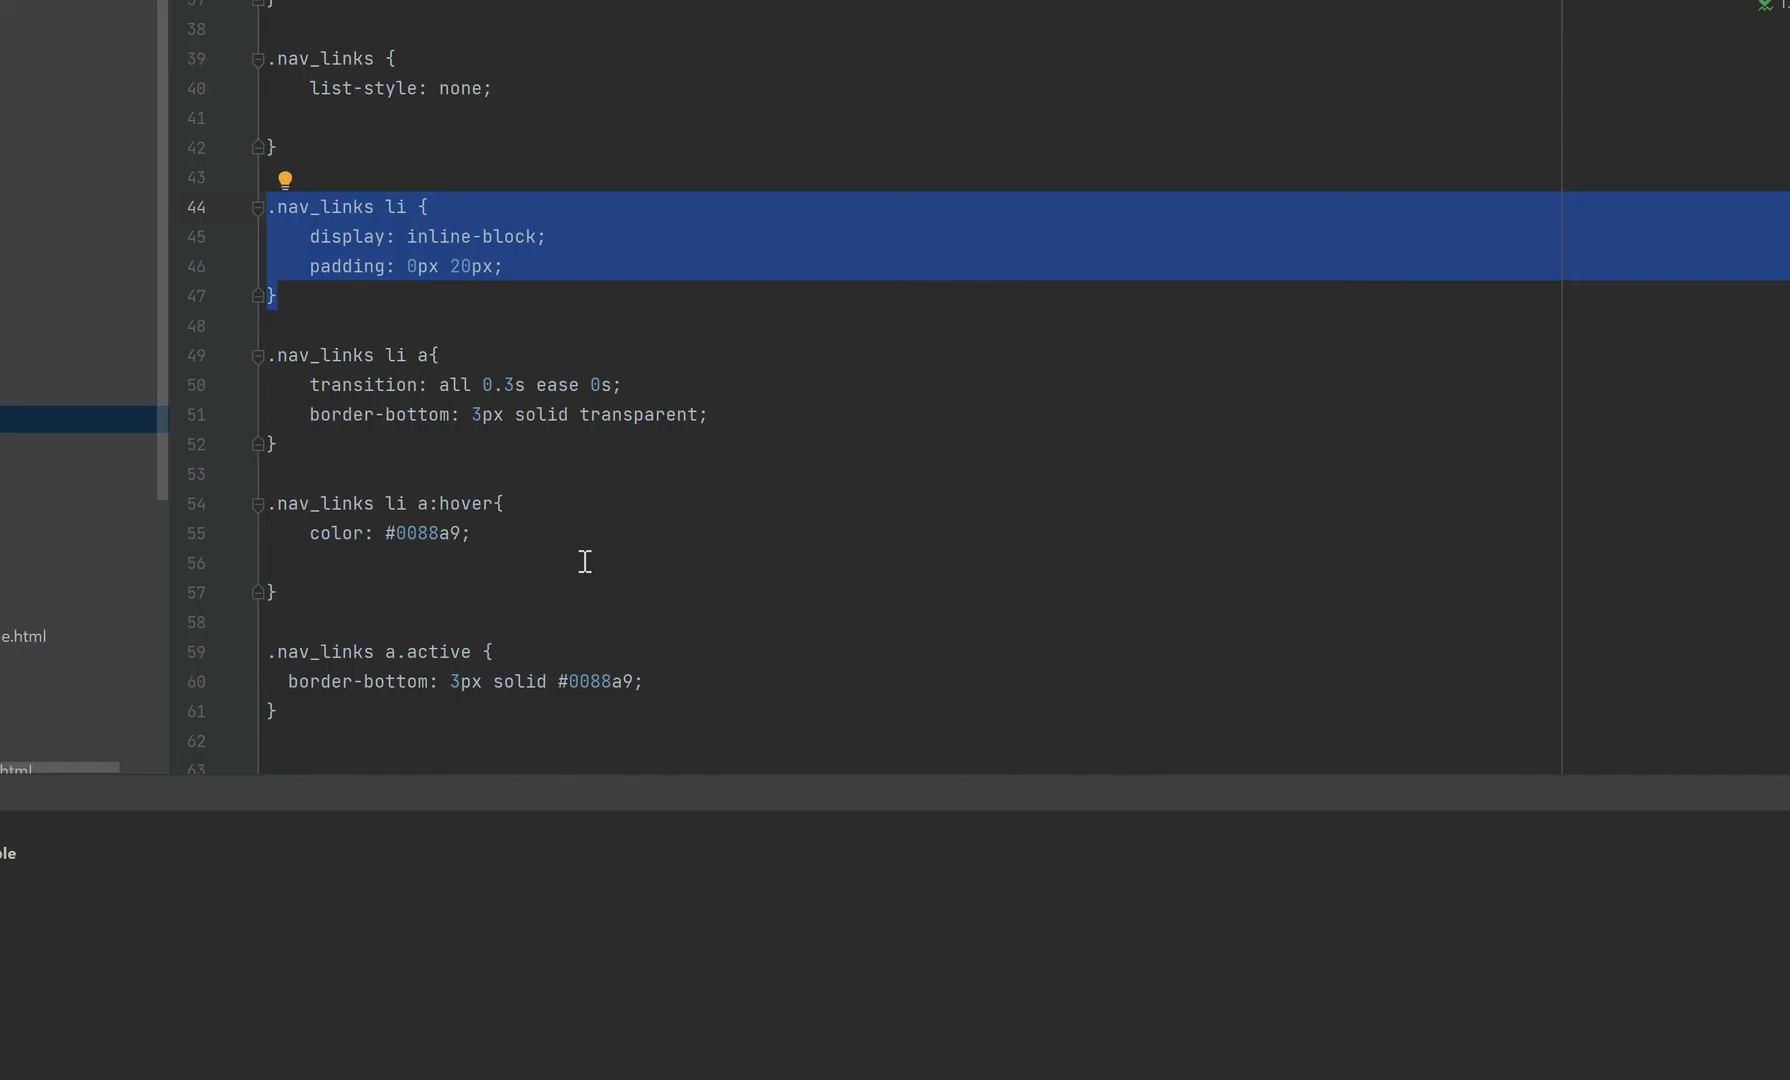 38
39 .nav_links {
40 list-style: none;
41
42 }
43
44 .nav_links li {
45 display: inline-block;
46 padding: 0px 20px;
47 }
48
49 .nav_links li a{
50 transition: all 0.3s ease 0s;
51 border-bottom: 3px solid transparent;
52 }
53
54 .nav_links li a:hover{
55 color: #0088a9;
56
57 }
58
e.html
59 .nav_links a.active {
60 border-bottom: 3px solid #0088a9;
61 }
62
63
html
ole